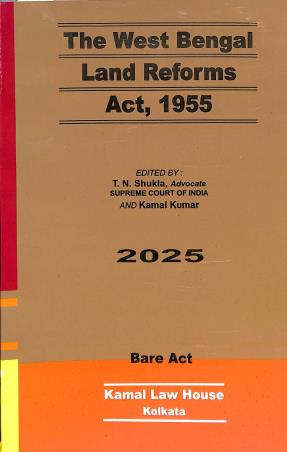 The West Bengal
Land Reforms
Act, 1955
EDITED BY :
T. N. Shukla, Advocate
SUPREME COURT OF INDIA
AND Kamal Kumar
2025
Bare Act
Kamal Law House
Kolkata